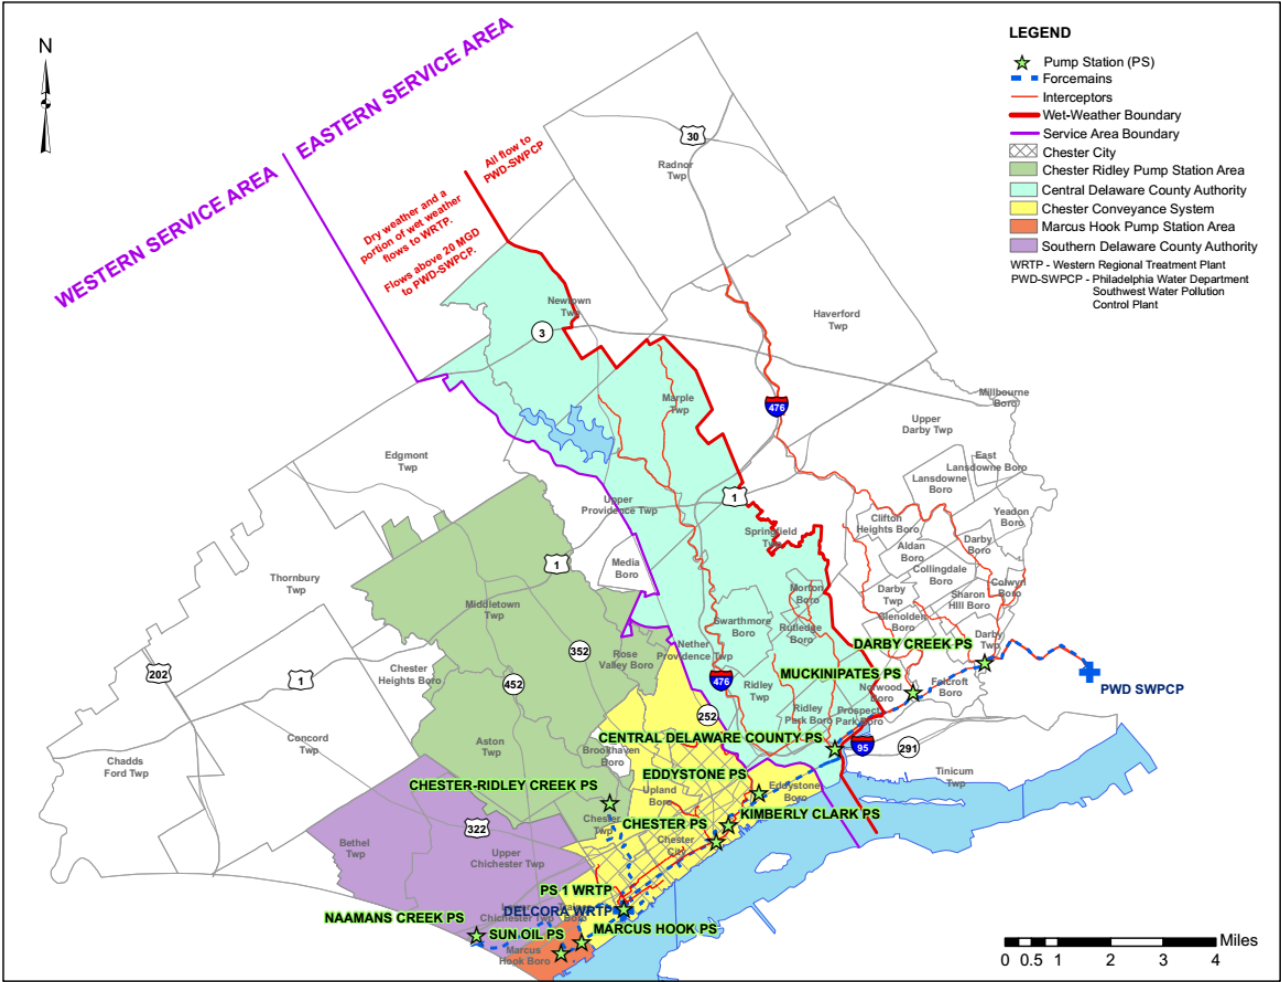 N
WESTERN SERVICE AREA
EASTERN SERVICE AREA
All flow to
PWD-SWPCP
Dry weather and a
portion of wet weather
flows to WRTP.
Flows above 20 MGD
to PWD-SWPCP.
LEGEND
Pump Station (PS)
Forcemains
Interceptors
Wet-Weather Boundary
Service Area Boundary
Chester City
Chester Ridley Pump Station Area
Central Delaware County Authority
Chester Conveyance System
Marcus Hook Pump Station Area
Southern Delaware County Authority
WRTP - Western Regional Treatment Plant
PWD-SWPCP - Philadelphia Water Department
Southwest Water Pollution
Control Plant
30
Radnor
Twp
Newtown
Twp
3
Haverford
Twp
Marple
Twp
476
Millbourne
Boro
Upper
Darby Twp
East
Lansdowne Boro
Lansdowne
Boro
Edgmont
Twp
Upper
Providence Twp
1
Springfield
Twp
Clifton
Heights Boro
Yeadon
Boro
Aldan
Boro
Darby
Boro
Collingdale
Boro
Colwyn
Boro
Media
Boro
1
Thornbury
Twp
Middletown
Twp
Morton
Boro
Darby
Twp
Sharon
Hill Boro
Glenolden
Boro
Swarthmore
Boro
Rutledge
Boro
Darby
Twp
DARBY CREEK PS
352
Rose
Valley Boro
Nether
Providence Twp
MUCKINIPATES PS
PWD SWPCP
202
1
Chester
Heights Boro
452
476
Ridley
Twp
Norwood
Boro
Folcroft
Boro
252
Ridley
Park Boro
Prospect
Park Boro
Concord
Twp
Aston
Twp
Brookhaven
Boro
CENTRAL DELAWARE COUNTY PS
95
291
Chadds
Ford Twp
Tinicum
Twp
EDDYSTONE PS
CHESTER-RIDLEY CREEK PS
Upland
Boro
Eddystone
Boro
KIMBERLY CLARK PS
Chester
Twp
CHESTER PS
322
Bethel
Twp
Upper
Chichester Twp
Chester
City
PS 1 WRTP
DELCORA WRTP
Lower
Chichester Twp
Trainer
Boro
NAAMANS CREEK PS
SUN OIL PS
MARCUS HOOK PS
Marcus
Hook Boro
Miles
0 0.5 1 2 3 4